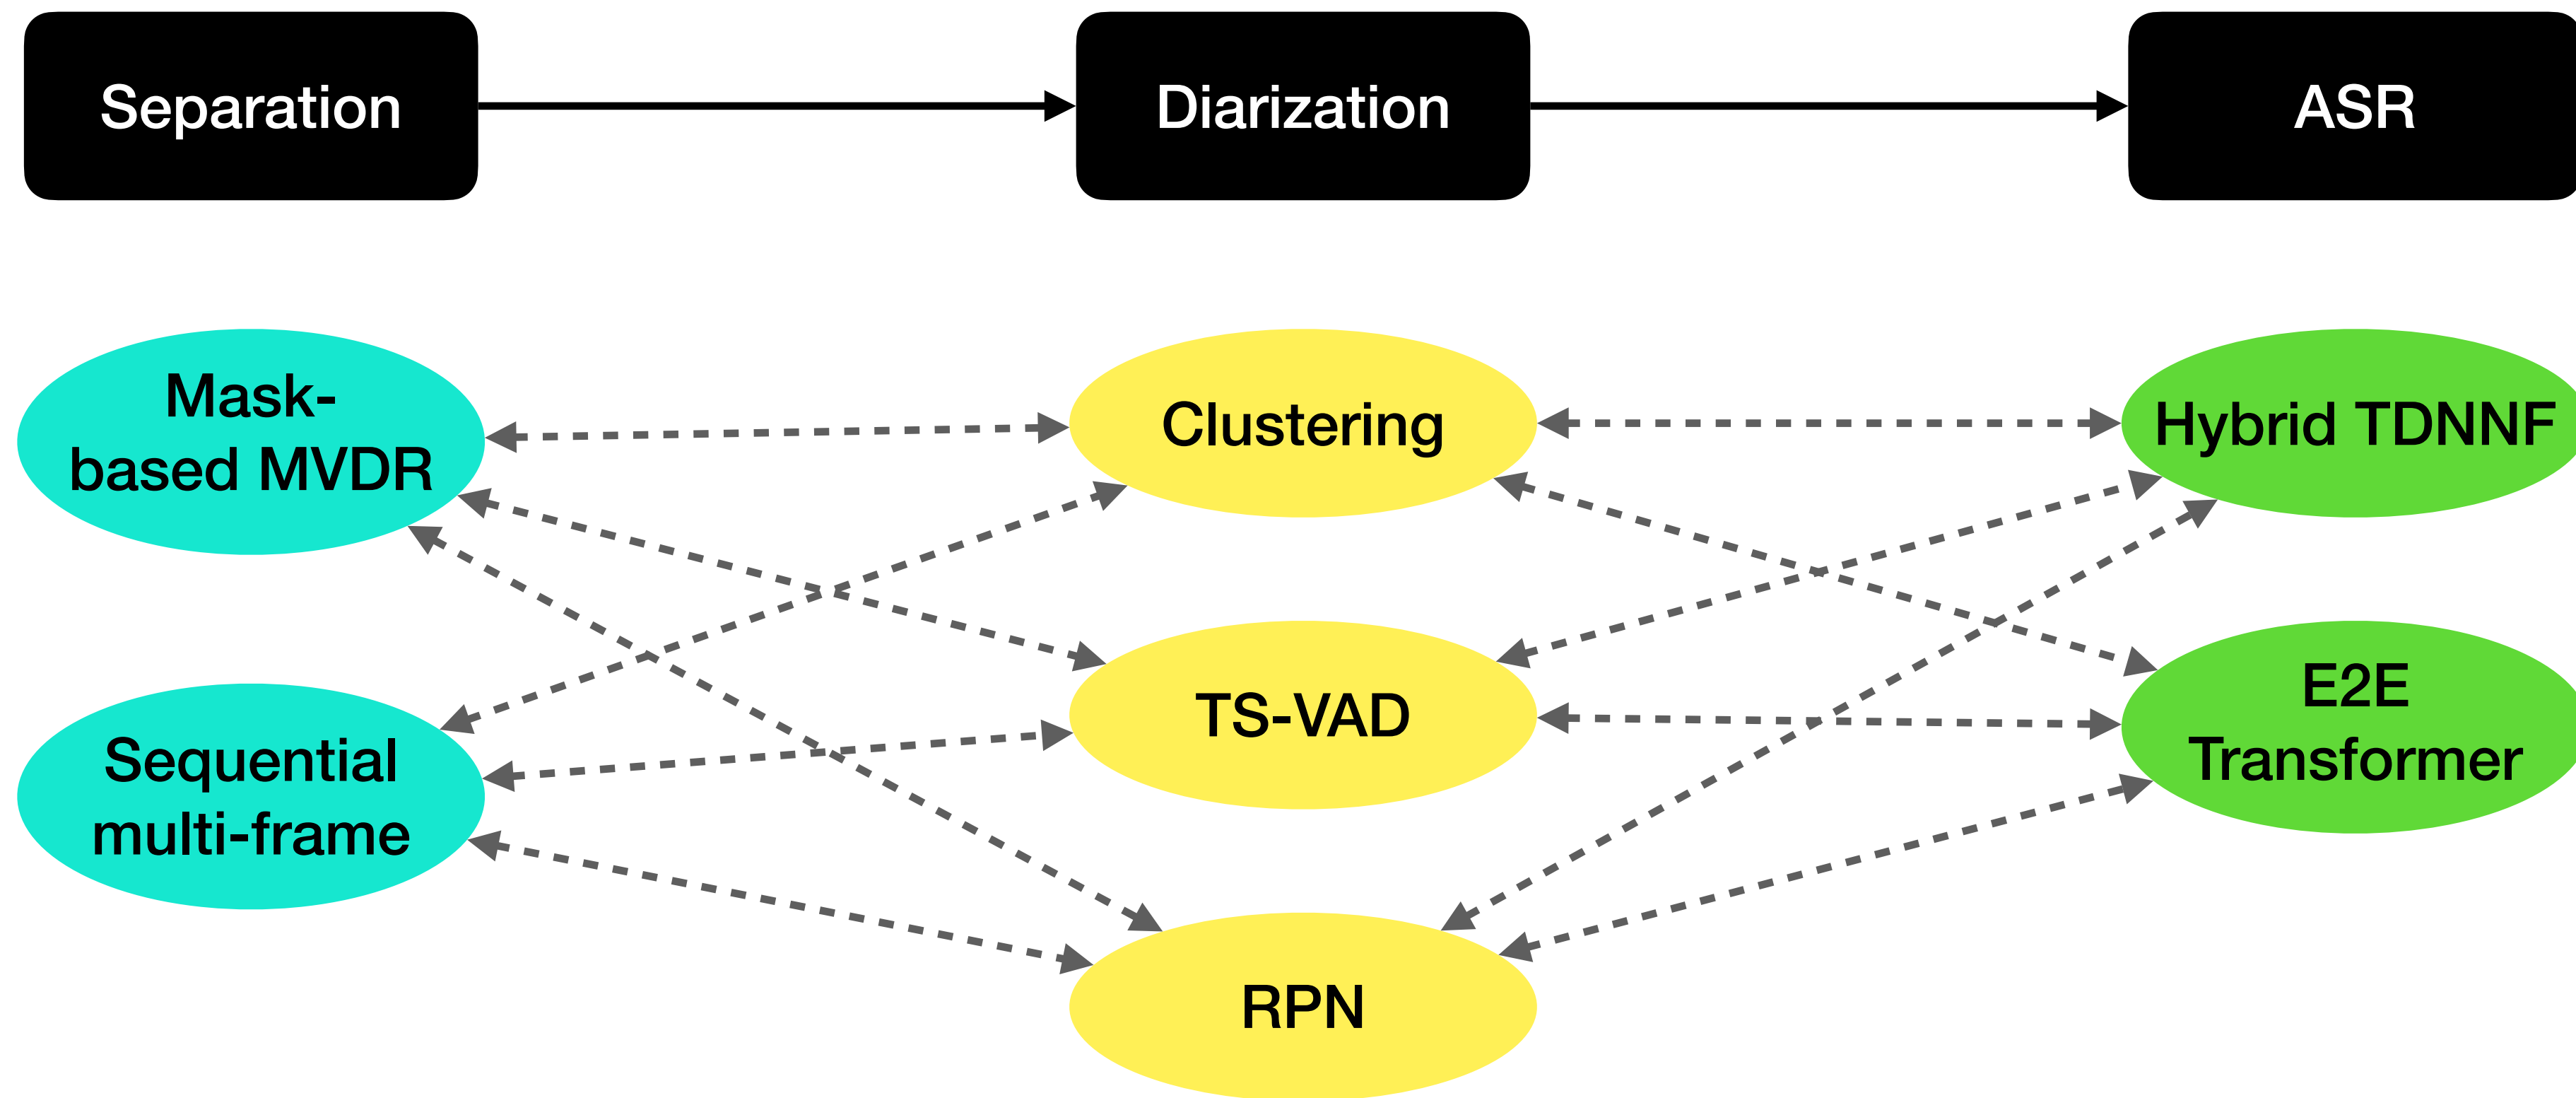 Separation
Diarization
ASR
Mask-
based MVDR
Clustering
Hybrid TDNNF
Sequential
multi-frame
TS-VAD
E2E
Transformer
RPN